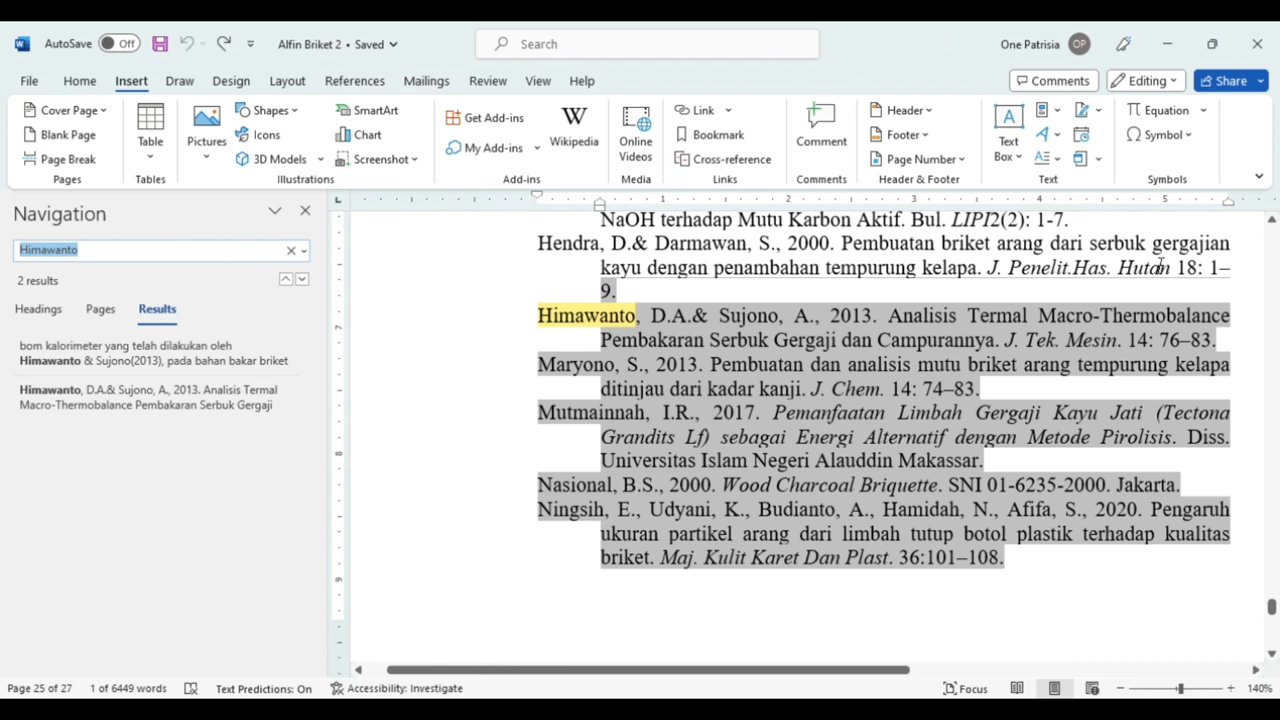 AutoSave Off Alfin Briket 2 • Saved Search One Patrisia OP
File Home Insert Draw Design Layout References Mailings Review View Help Comments Editing Share
Cover Page
Blank Page
Page Break
Pages
Table
Tables
Pictures
Shapes
Icons
3D Models
SmartArt
Chart
Screenshot
Illustrations
Get Add-ins
My Add-ins
W
Wikipedia
Add-ins
Online
Videos
Media
Link
Bookmark
Cross-reference
Links
Comment
Comments
Header
Footer
Page Number
Header & Footer
A
Text
Box
Text
Equation
Symbol
Symbols
Navigation
Himawanto
2 results
Headings Pages Results
bom kalorimeter yang telah dilakukan oleh
Himawanto & Sujono(2013), pada bahan bakar briket
Himawanto, D.A.& Sujono, A., 2013. Analisis Termal
Macro-Thermobalance Pembakaran Serbuk Gergaji
1 2 3 4 5
7
8
9
NaOH terhadap Mutu Karbon Aktif. Bul. LIPI2(2): 1-7.
Hendra, D.& Darmawan, S., 2000. Pembuatan briket arang dari serbuk gergajian
kayu dengan penambahan tempurung kelapa. J. Penelit.Has. Hutan 18: 1–
9.
Himawanto, D.A.& Sujono, A., 2013. Analisis Termal Macro-Thermobalance
Pembakaran Serbuk Gergaji dan Campurannya. J. Tek. Mesin. 14: 76–83.
Maryono, S., 2013. Pembuatan dan analisis mutu briket arang tempurung kelapa
ditinjau dari kadar kanji. J. Chem. 14: 74–83.
Mutmainnah, I.R., 2017. Pemanfaatan Limbah Gergaji Kayu Jati (Tectona
Grandits Lf) sebagai Energi Alternatif dengan Metode Pirolisis. Diss.
Universitas Islam Negeri Alauddin Makassar.
Nasional, B.S., 2000. Wood Charcoal Briquette. SNI 01-6235-2000. Jakarta.
Ningsih, E., Udyani, K., Budianto, A., Hamidah, N., Afifa, S., 2020. Pengaruh
ukuran partikel arang dari limbah tutup botol plastik terhadap kualitas
briket. Maj. Kulit Karet Dan Plast. 36:101–108.
Page 25 of 27 1 of 6449 words Text Predictions: On Accessibility: Investigate Focus 140%